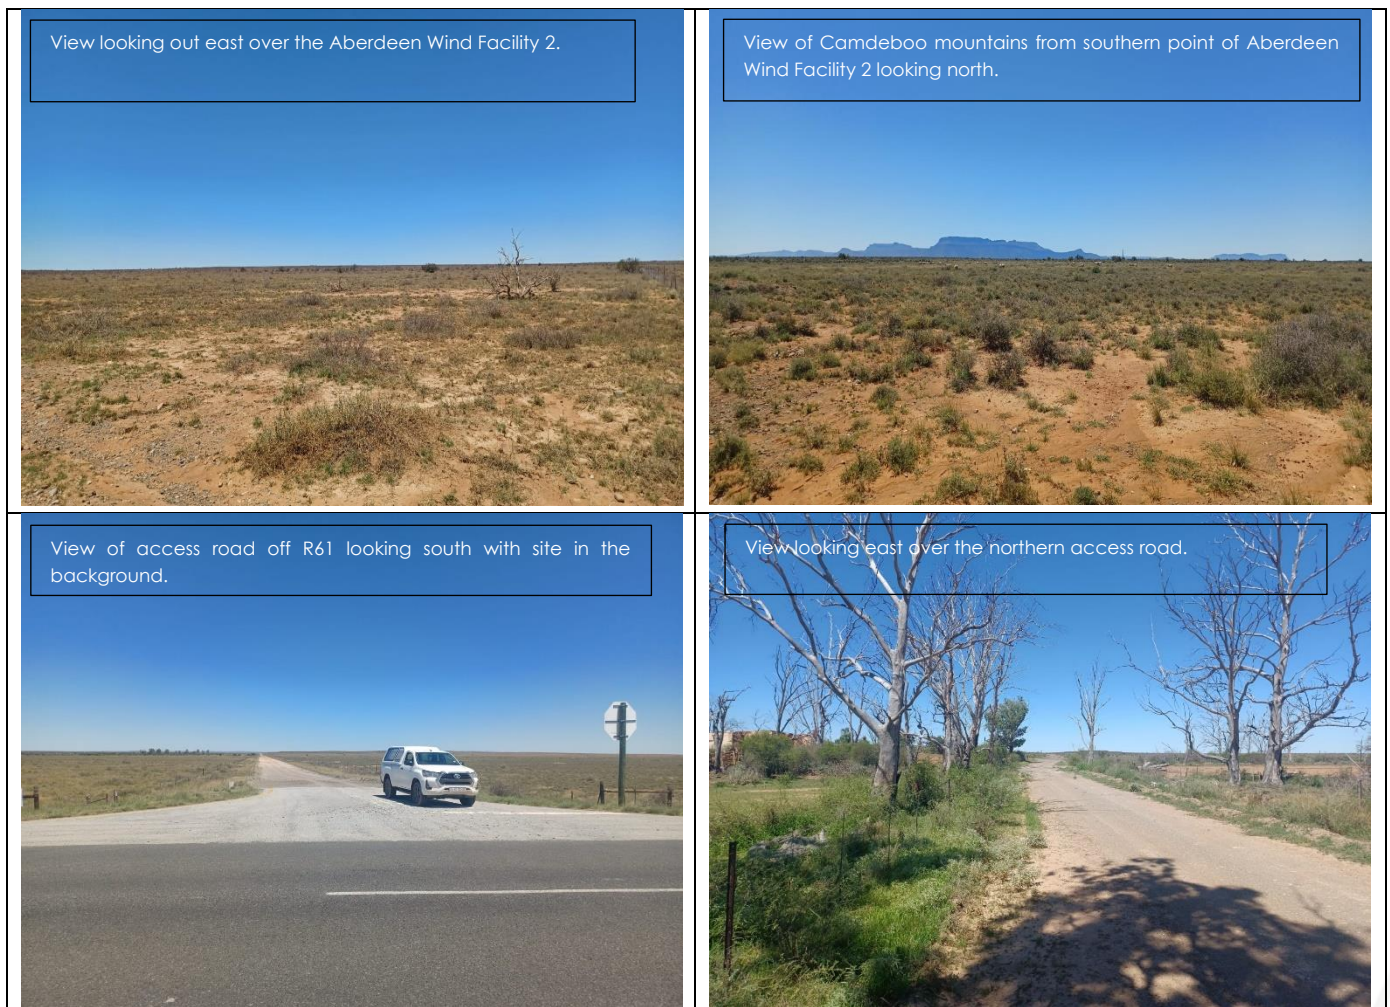 View looking out east over the Aberdeen Wind Facility 2.
View of Camdeboo mountains from southern point of Aberdeen
Wind Facility 2 looking north.
View of access road off R61 looking south with site in the
background.
View looking east over the northern access road.